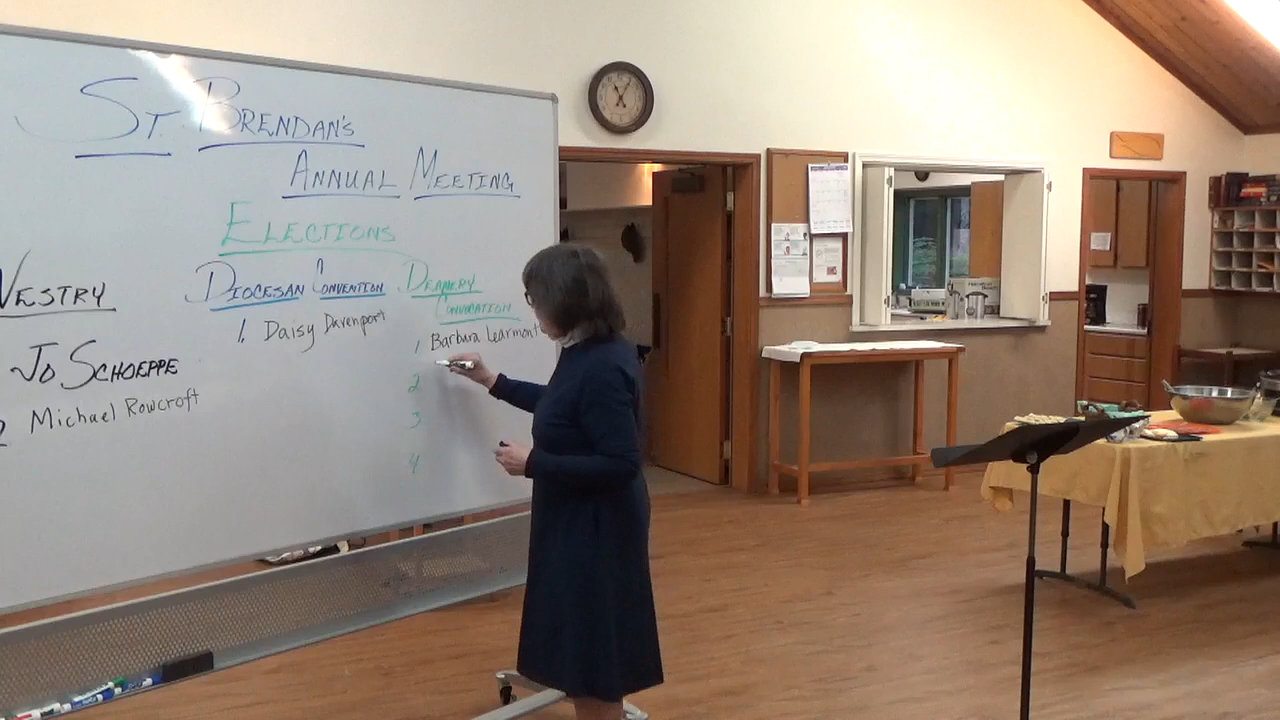 ST. BRENDAN'S
ANNUAL MEETING
ELECTIONS
VESTRY
JO SCHOEPPE
2 Michael Rowcroft
DIOCESAN CONVENTION
1. Daisy Davenport
DEANERY
CONVOCATION
1 Barbara Learmont
2
3
4